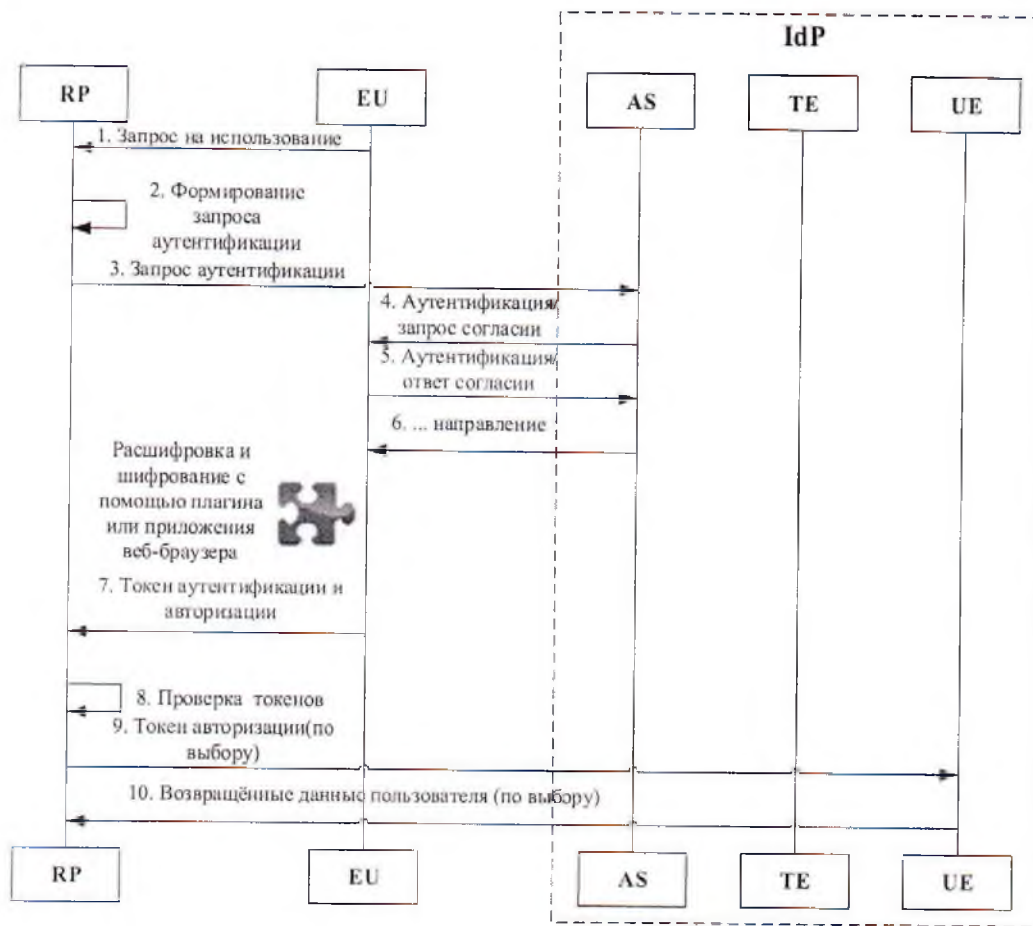 IdP
RP
EU
AS
TE
UE
1. Запрос на использование
2. Формирование
запроса
аутентификации
3. Запрос аутентификации
4. Аутентификация/
запрос согласии
5. Аутентификация/
ответ согласии
6. ... направление
Расшифровка и
шифрование с
помощью плагина
или приложения
веб-браузера
7. Токен аутентификации и
авторизации
8. Проверка токенов
9. Токен авторизации(по
выбору)
10. Возвращённые данные пользователя (по выбору)
RP
EU
AS
TE
UE